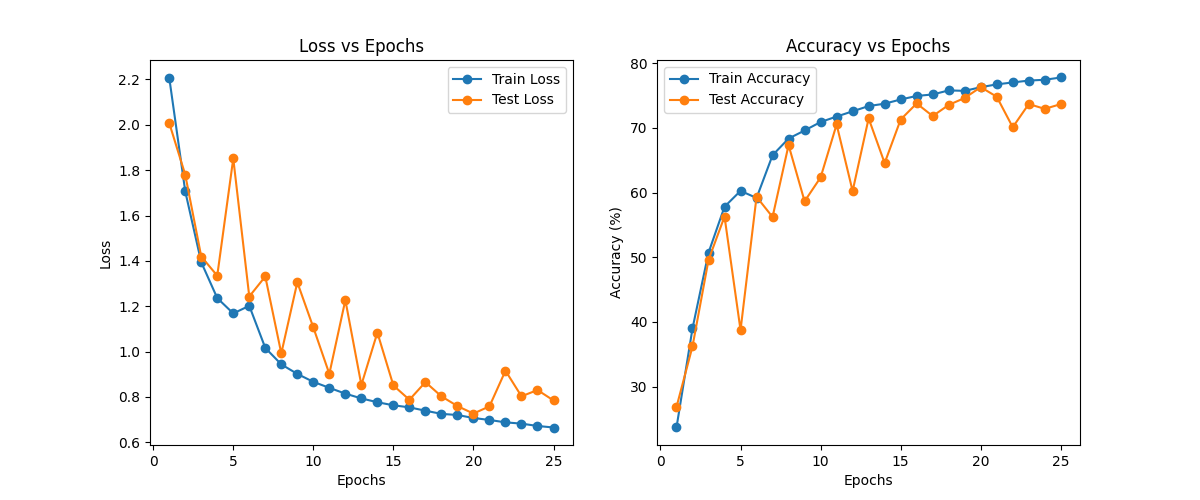 Loss vs Epochs
Train Loss
Test Loss
2.2
2.0
1.8
1.6
1.4
1.2
1.0
0.8
0.6
Loss
0
5
10
15
20
25
Epochs
Accuracy vs Epochs
Train Accuracy
Test Accuracy
80
70
60
50
40
30
Accuracy (%)
0
5
10
15
20
25
Epochs